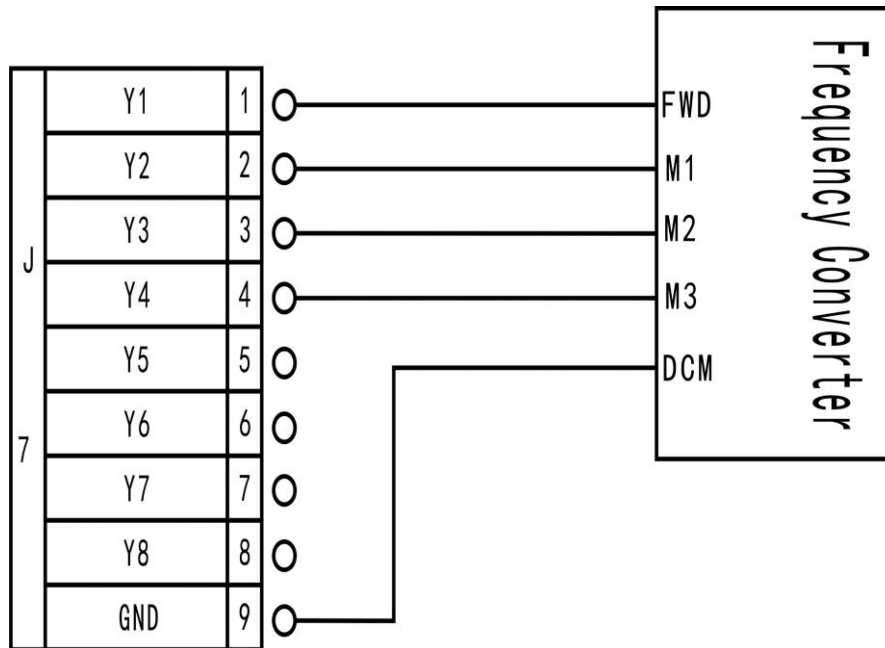 J7
Y1 1
Y2 2
Y3 3
Y4 4
Y5 5
Y6 6
Y7 7
Y8 8
GND 9
FWD
M1
M2
M3
DCM
Frequency Converter